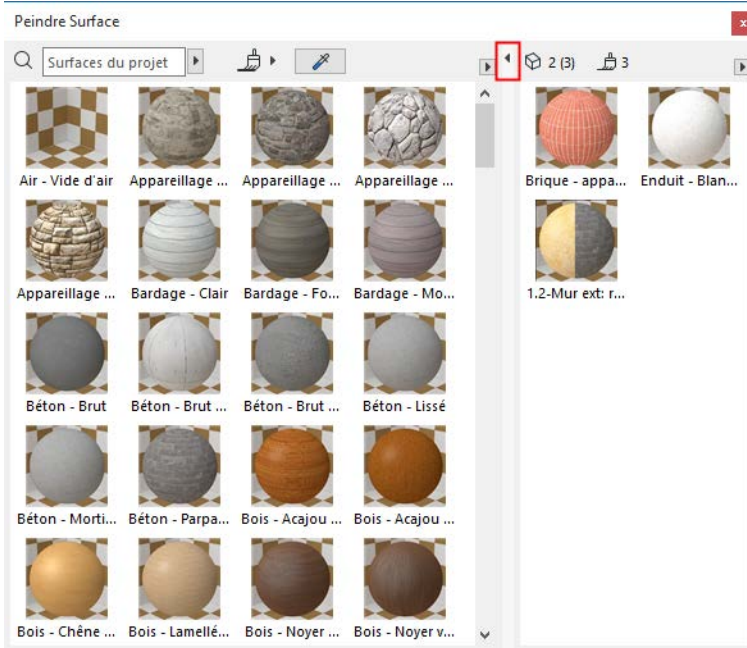 Peindre Surface
x
Surfaces du projet
2 (3)
3
Air - Vide d'air
Appareillage ...
Appareillage ...
Appareillage ...
Brique - appa...
Enduit - Blan...
Appareillage ...
Bardage - Clair
Bardage - Fo...
Bardage - Mo...
1.2-Mur ext: r...
Béton - Brut
Béton - Brut ...
Béton - Brut ...
Béton - Lissé
Béton - Morti...
Béton - Parpa...
Bois - Acajou ...
Bois - Acajou ...
Bois - Chêne ...
Bois - Lamellé...
Bois - Noyer ...
Bois - Noyer v...